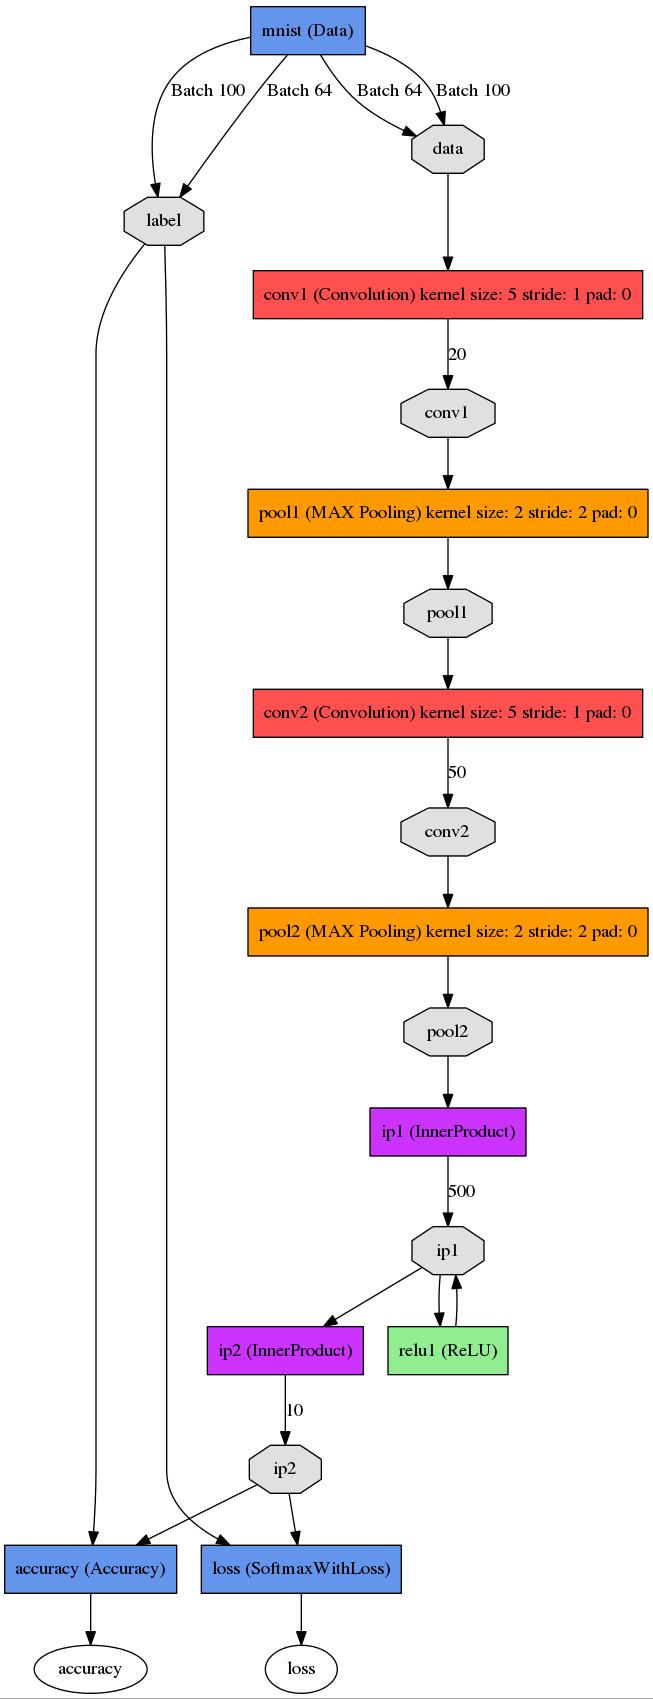 mnist (Data)
Batch 100
Batch 64
Batch 64
Batch 100
data
label
conv1 (Convolution) kernel size: 5 stride: 1 pad: 0
20
conv1
pool1 (MAX Pooling) kernel size: 2 stride: 2 pad: 0
pool1
conv2 (Convolution) kernel size: 5 stride: 1 pad: 0
50
conv2
pool2 (MAX Pooling) kernel size: 2 stride: 2 pad: 0
pool2
ip1 (InnerProduct)
500
ip1
ip2 (InnerProduct)
relu1 (ReLU)
10
ip2
accuracy (Accuracy)
loss (SoftmaxWithLoss)
accuracy
loss